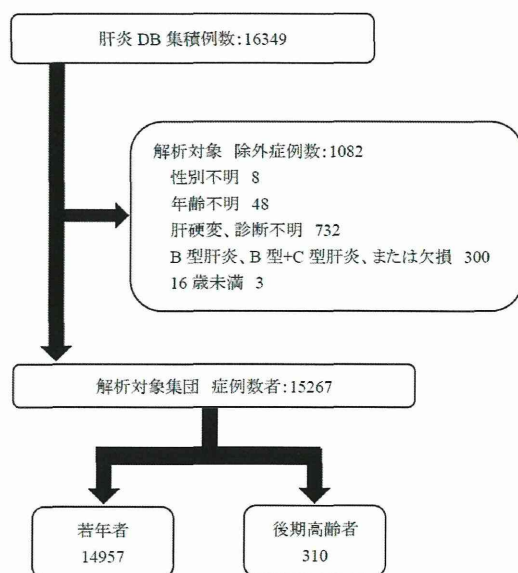 肝炎 DB 集積例数:16349
解析対象 除外症例数:1082
性別不明 8
年齢不明 48
肝硬変、診断不明 732
B 型肝炎、B 型+C 型肝炎、または欠損 300
16 歳未満 3
解析対象集団 症例数者:15267
若年者
14957
後期高齢者
310